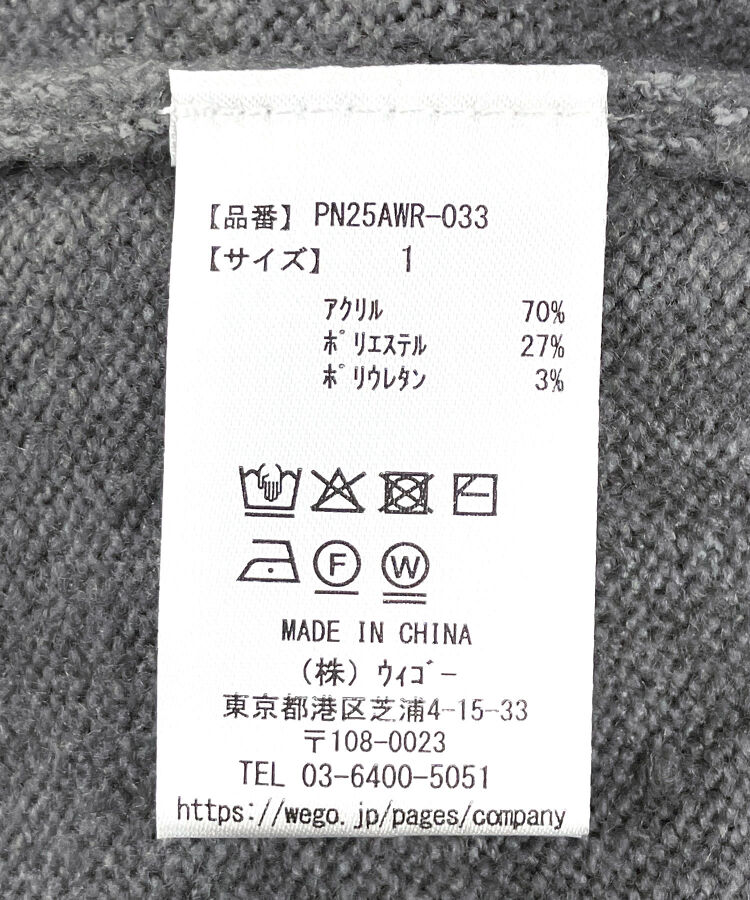 【品番】 PN25AWR-033
【サイズ】 1
ｱｸﾘﾙ 70%
ﾎﾟﾘｴｽﾃﾙ 27%
ﾎﾟﾘｳﾚﾀﾝ 3%
F W
MADE IN CHINA
(株) ｳｨｺﾞｰ
東京都港区芝浦4-15-33
〒108-0023
TEL 03-6400-5051
https://wego.jp/pages/company